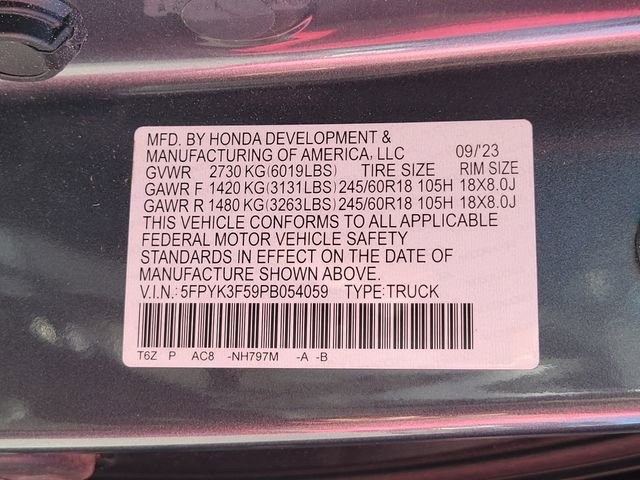 MFD. BY HONDA DEVELOPMENT &
MANUFACTURING OF AMERICA, LLC 09/'23
GVWR 2730 KG(6019LBS) TIRE SIZE RIM SIZE
GAWR F 1420 KG(3131LBS) 245/60R18 105H 18X8.0J
GAWR R 1480 KG(3263LBS) 245/60R18 105H 18X8.0J
THIS VEHICLE CONFORMS TO ALL APPLICABLE
FEDERAL MOTOR VEHICLE SAFETY
STANDARDS IN EFFECT ON THE DATE OF
MANUFACTURE SHOWN ABOVE.
V.I.N.: 5FPYK3F59PB054059 TYPE:TRUCK
T6Z P AC8 -NH797M -A -B